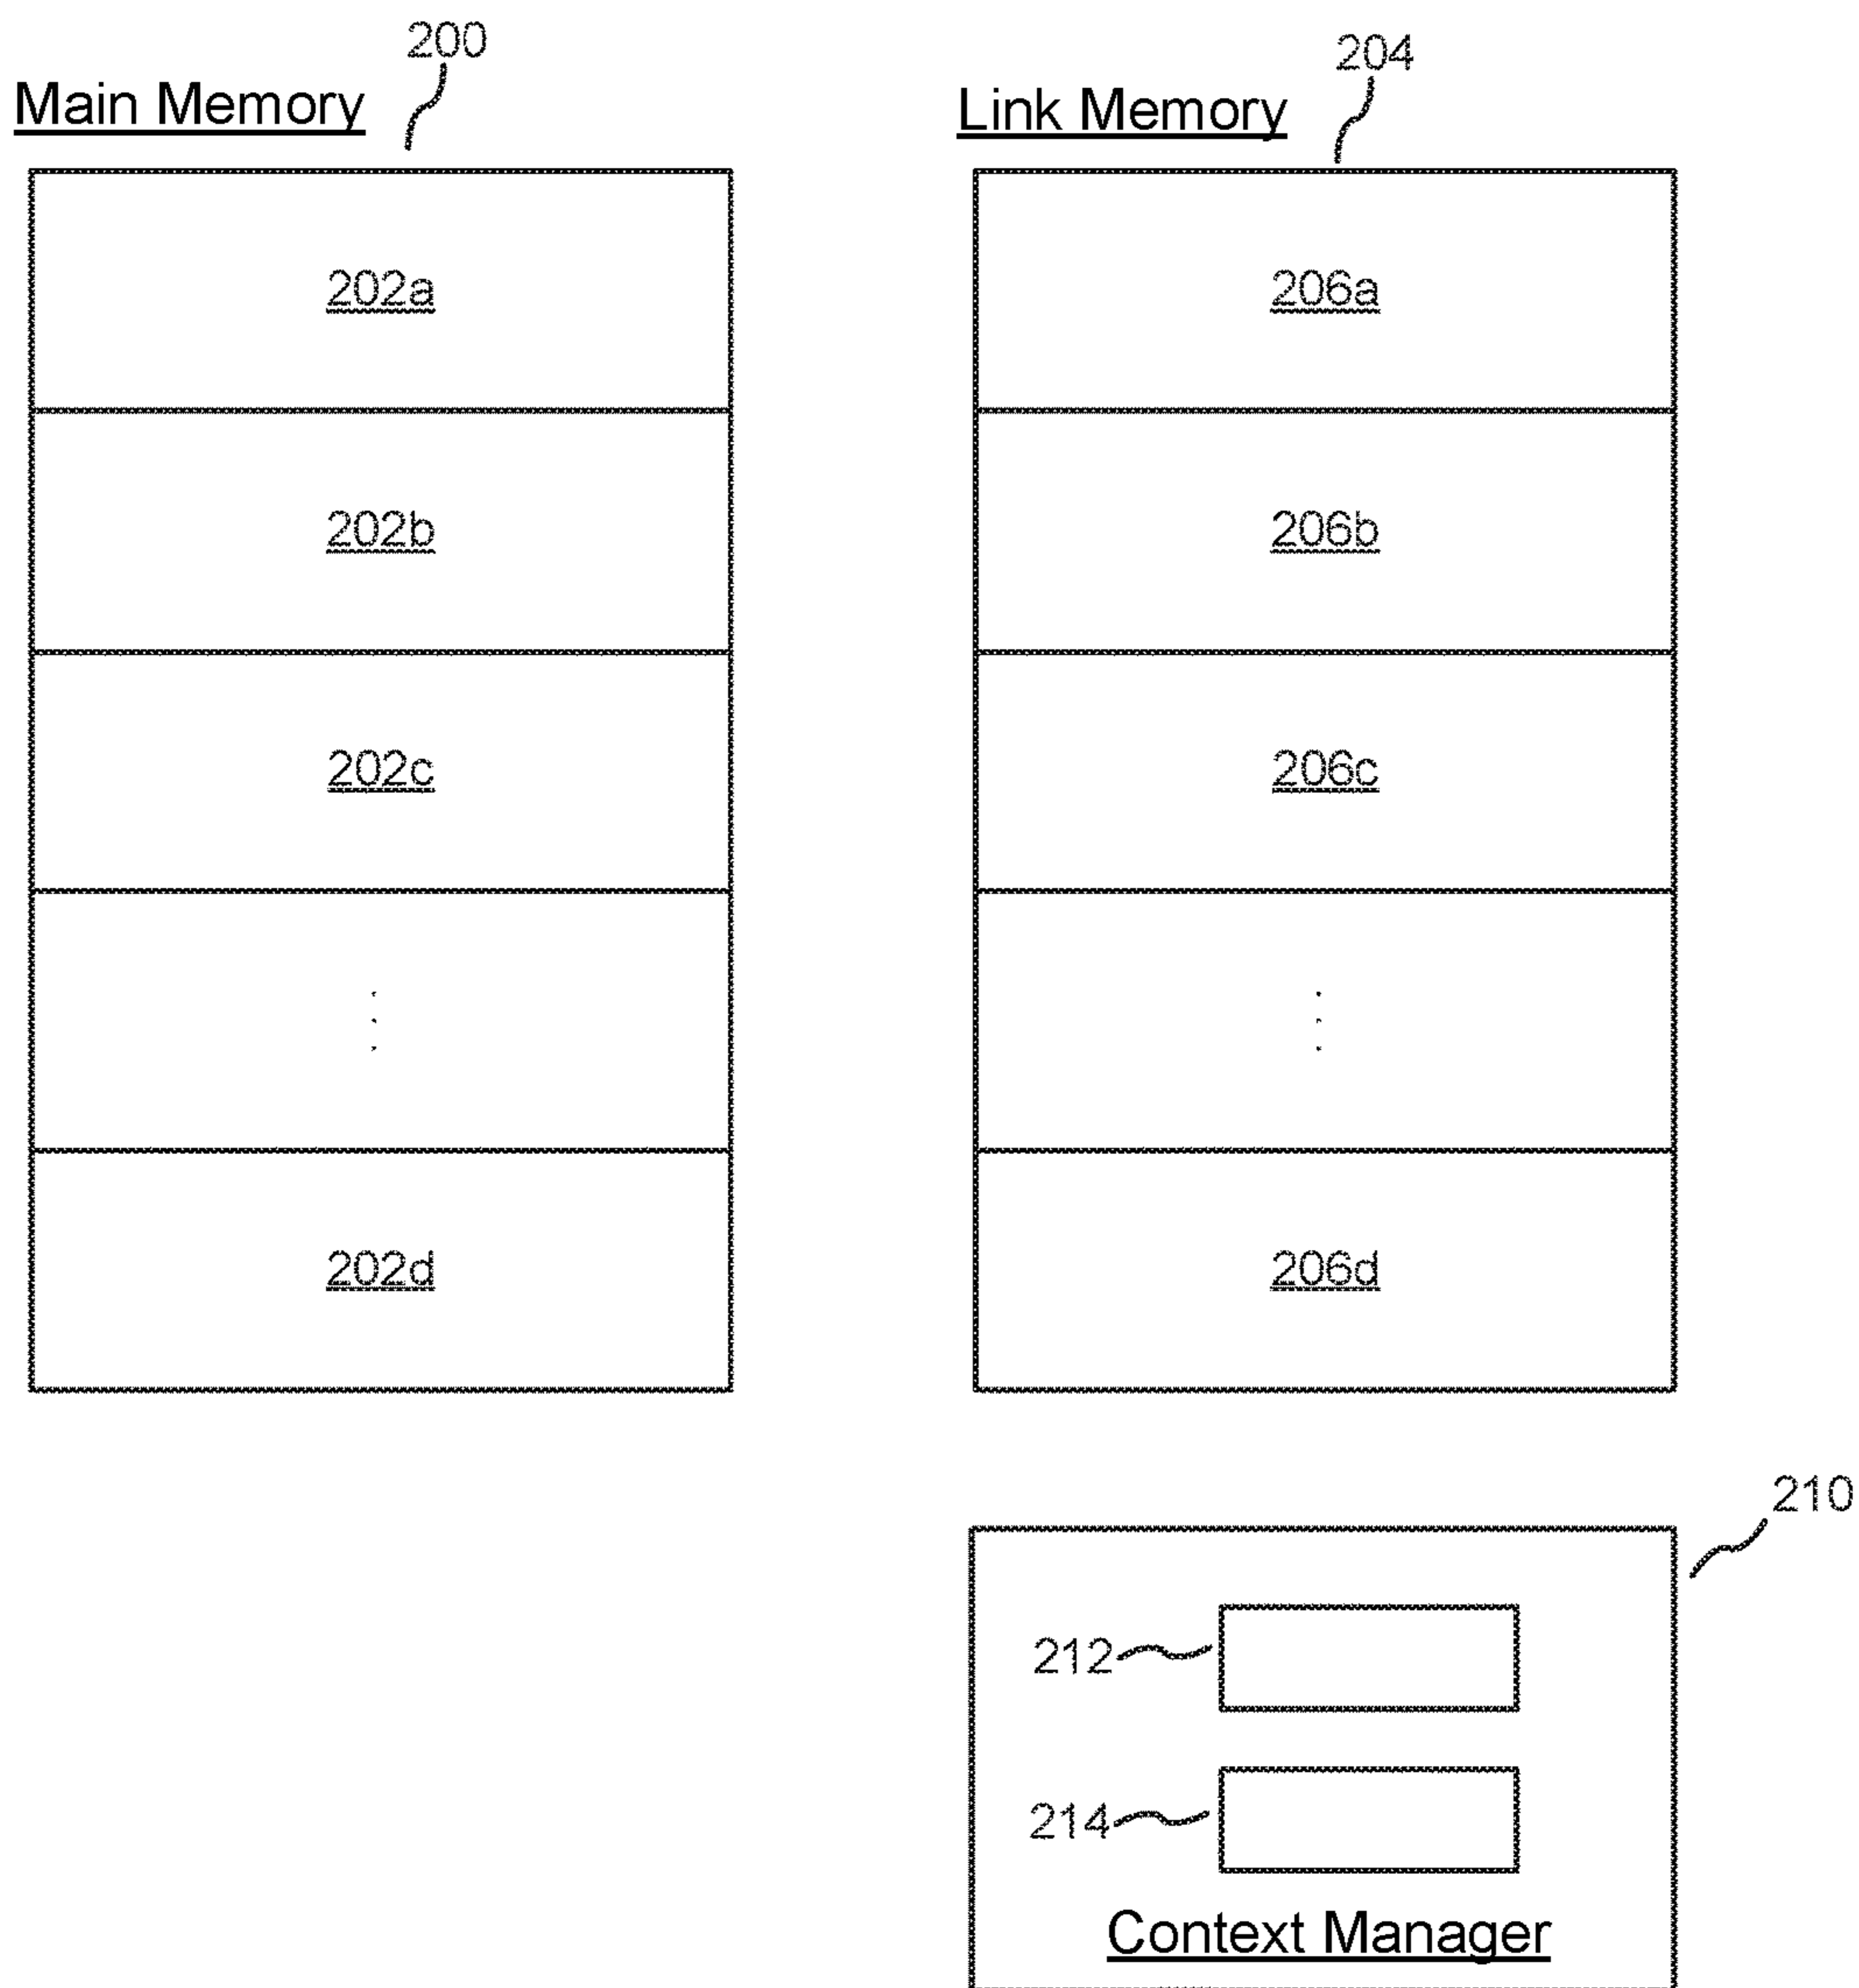 200
204
Main Memory
Link Memory
202a
206a
202b
206b
202c
206c
202d
206d
210
212
214
Context Manager